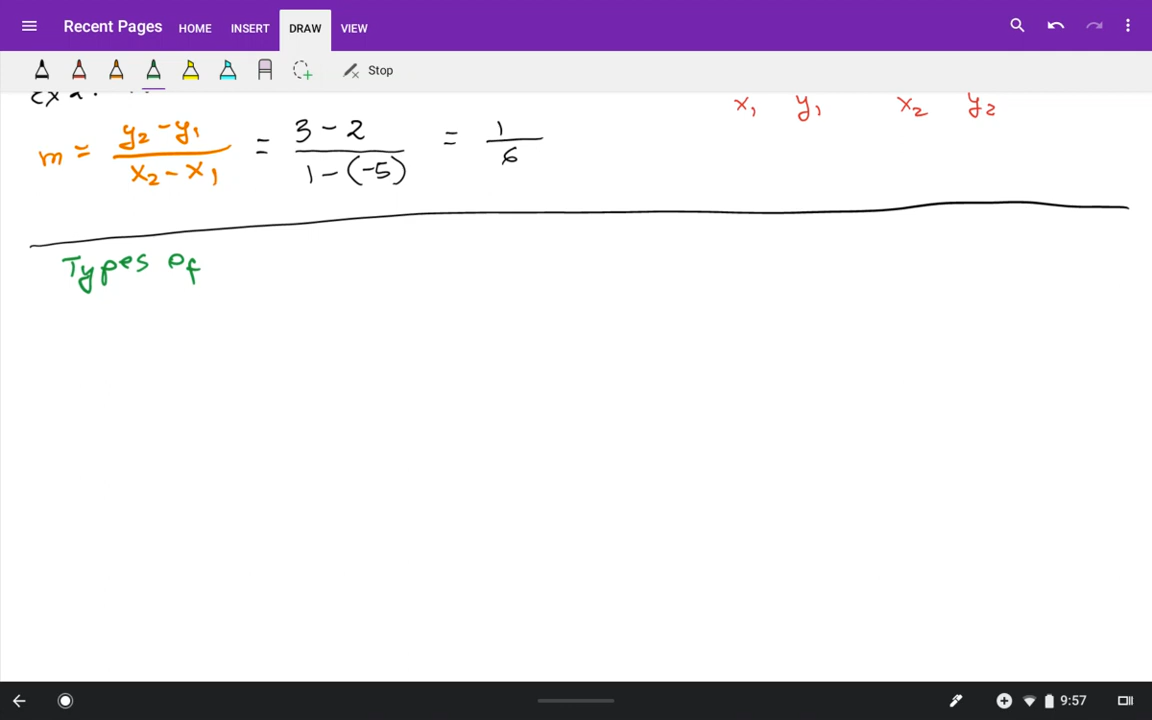 Recent Pages HOME INSERT DRAW VIEW
Stop
x₁ y₁ x₂ y₂
m = (y₂ - y₁)/(x₂ - x₁) = (3 - 2)/(1 - (-5)) = 1/6
Types of
9:57